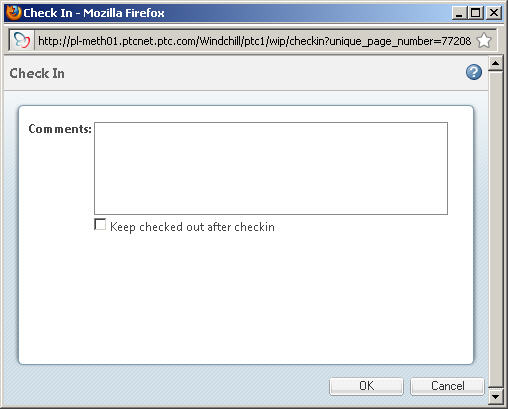 Check In - Mozilla Firefox
http://pl-meth01.ptcnet.ptc.com/Windchill/ptc1/wip/checkin?unique_page_number=77208
Check In
?
Comments:
Keep checked out after checkin
OK
Cancel